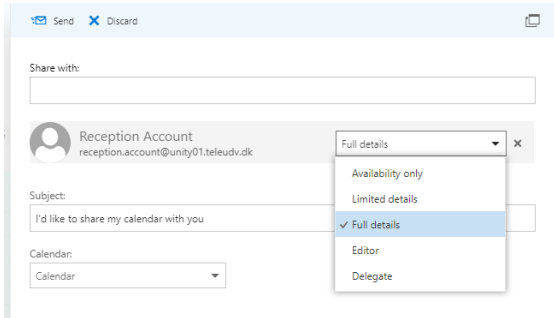 Send Discard
Share with:
Reception Account
reception.account@unity01.teleudv.dk
Full details
Availability only
Limited details
Full details
Editor
Delegate
Subject:
I'd like to share my calendar with you
Calendar:
Calendar